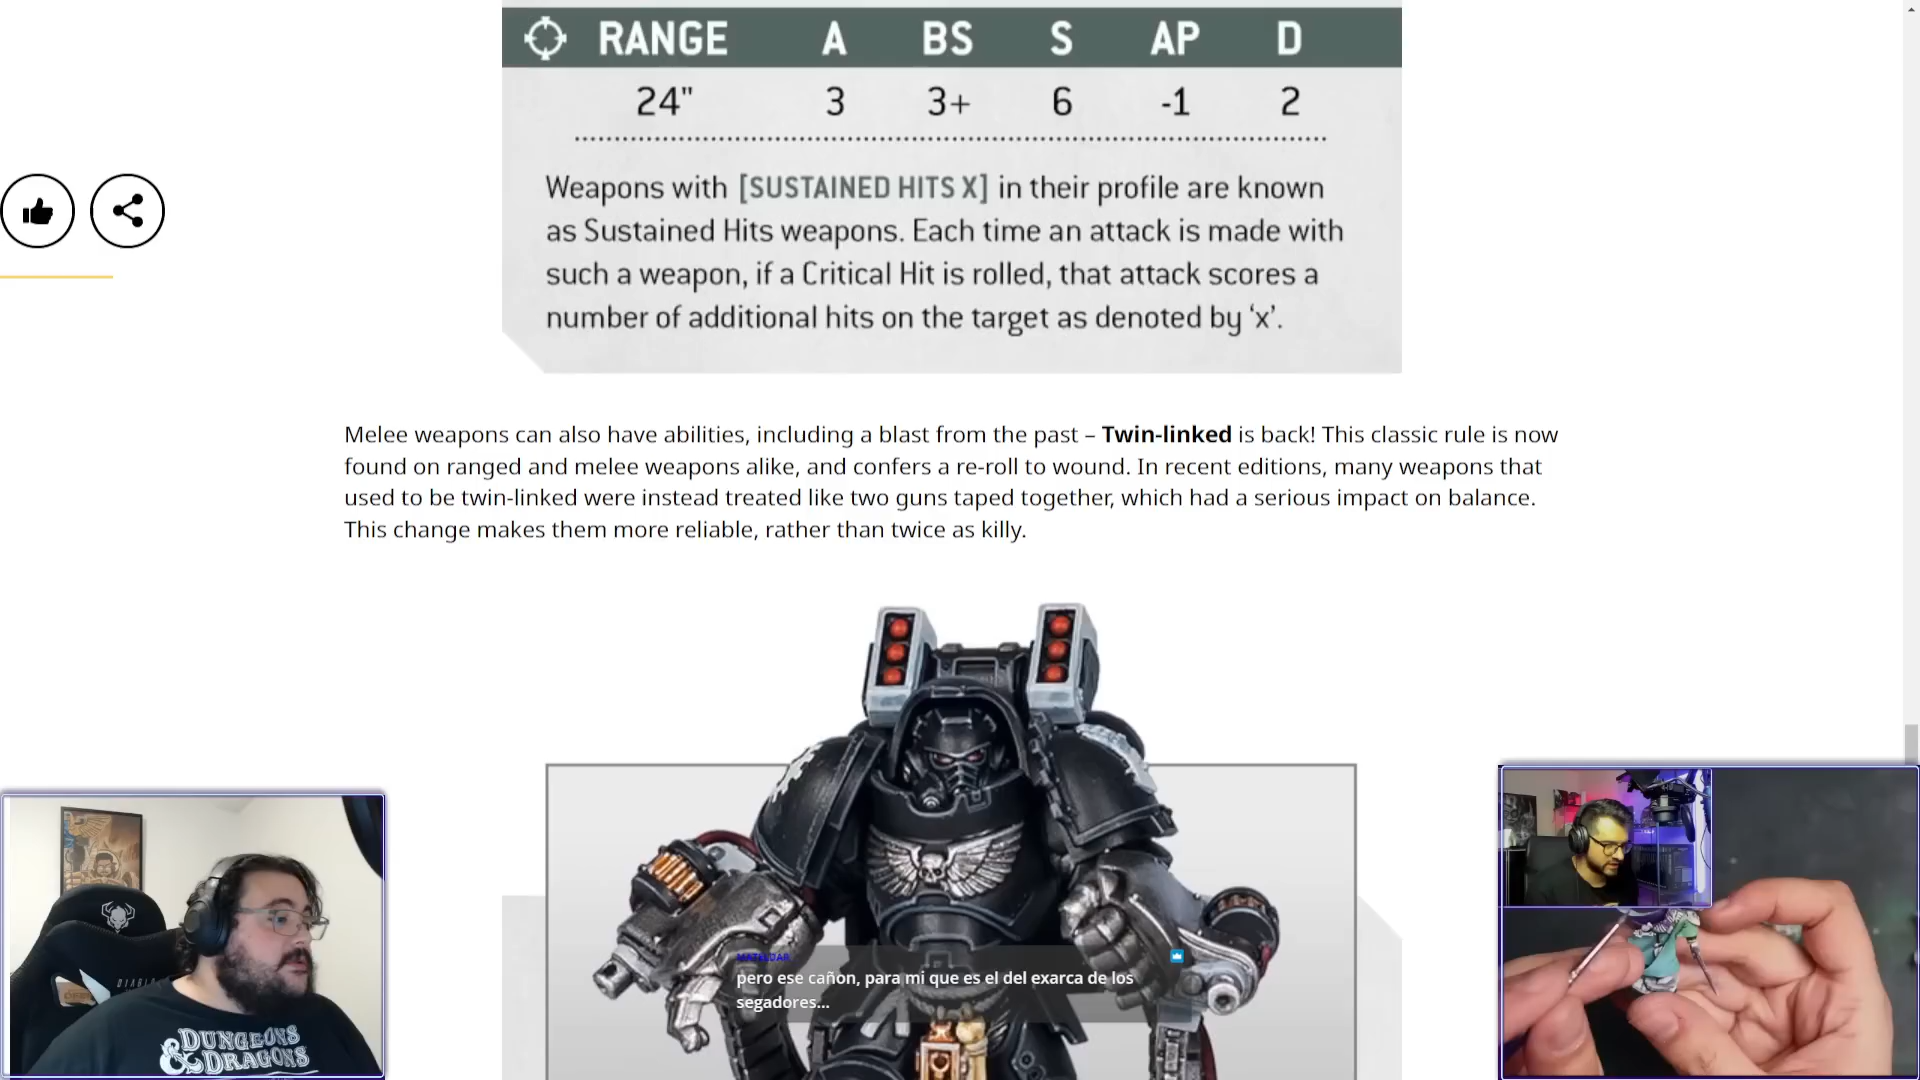 RANGE A BS S AP D
24" 3 3+ 6 -1 2
Weapons with [SUSTAINED HITS X] in their profile are known
as Sustained Hits weapons. Each time an attack is made with
such a weapon, if a Critical Hit is rolled, that attack scores a
number of additional hits on the target as denoted by ‘x’.
Melee weapons can also have abilities, including a blast from the past – Twin-linked is back! This classic rule is now
found on ranged and melee weapons alike, and confers a re-roll to wound. In recent editions, many weapons that
used to be twin-linked were instead treated like two guns taped together, which had a serious impact on balance.
This change makes them more reliable, rather than twice as killy.
pero ese cañon, para mi que es el del exarca de los
segadores...
DIABL
DUNGEONS
& DRAGONS